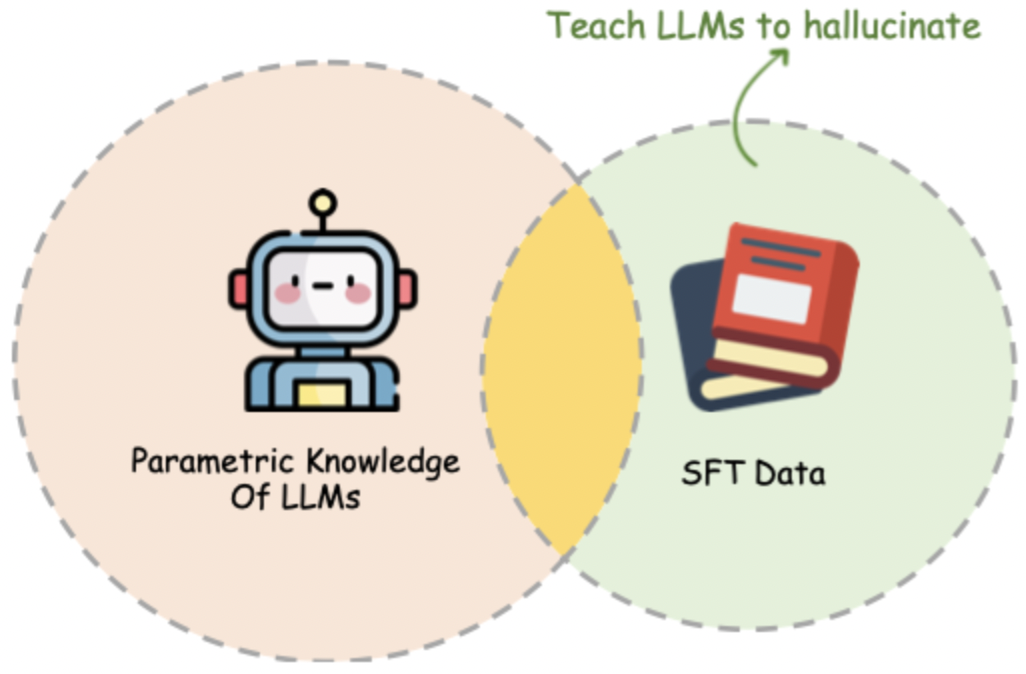 Teach LLMs to hallucinate
Parametric Knowledge
Of LLMs
SFT Data